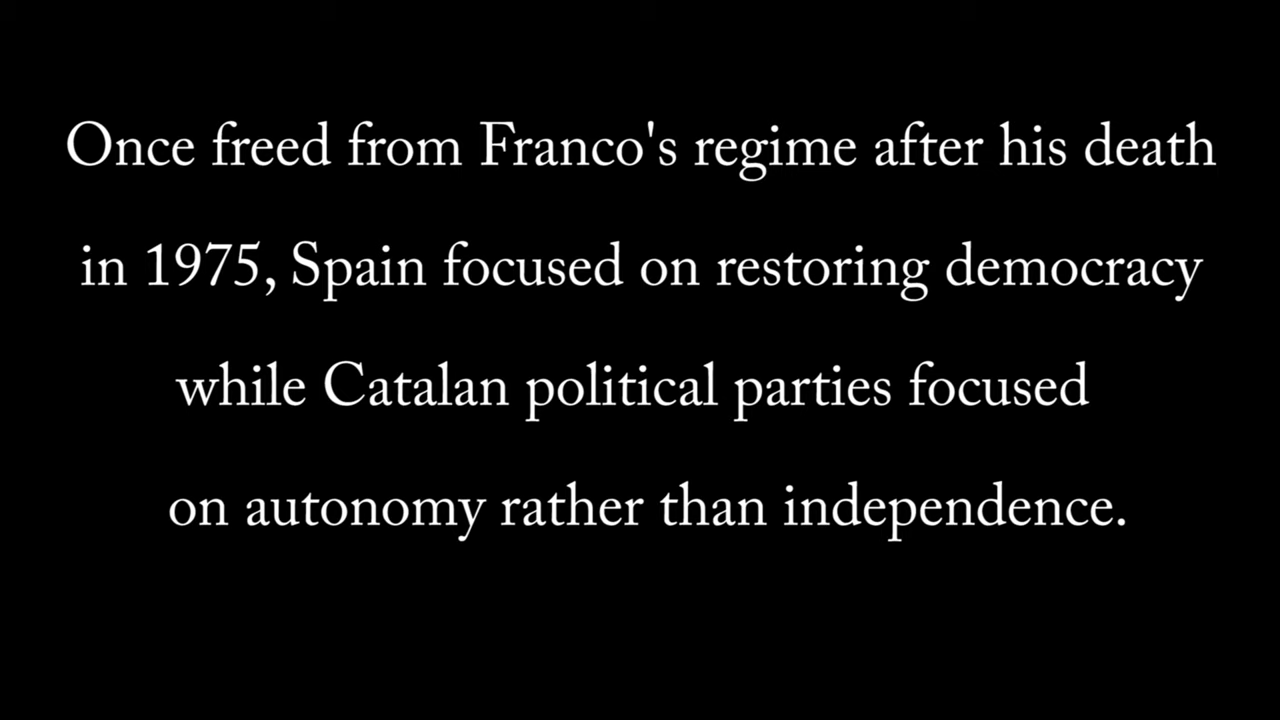 Once freed from Franco's regime after his death
in 1975, Spain focused on restoring democracy
while Catalan political parties focused
on autonomy rather than independence.